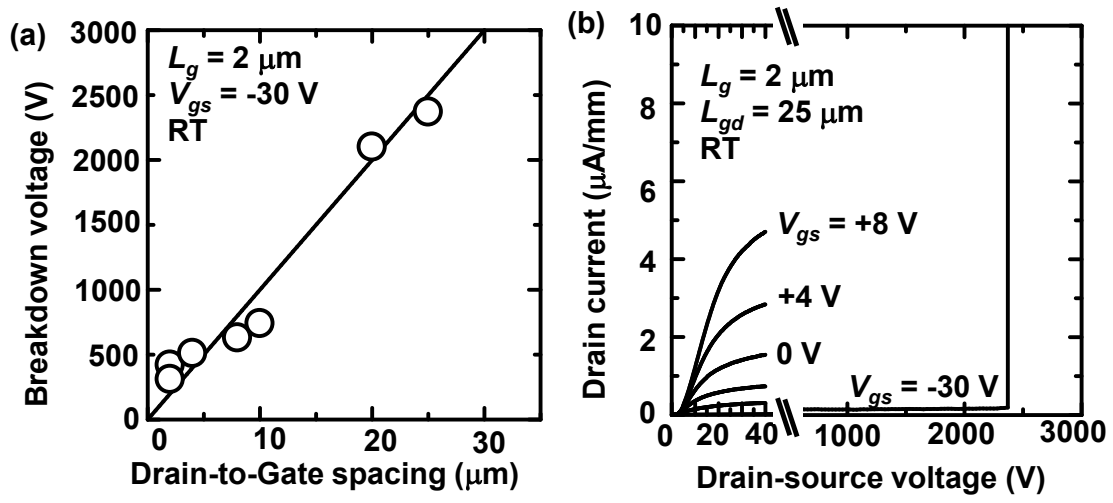 (a)
Breakdown voltage (V)
3000
2500
2000
1500
1000
500
0
L_g = 2 μm
V_gs = -30 V
RT
0 10 20 30
Drain-to-Gate spacing (μm)
(b)
Drain current (μA/mm)
10
8
6
4
2
0
L_g = 2 μm
L_gd = 25 μm
RT
V_gs = +8 V
+4 V
0 V
V_gs = -30 V
0 20 40 1000 2000 3000
Drain-source voltage (V)